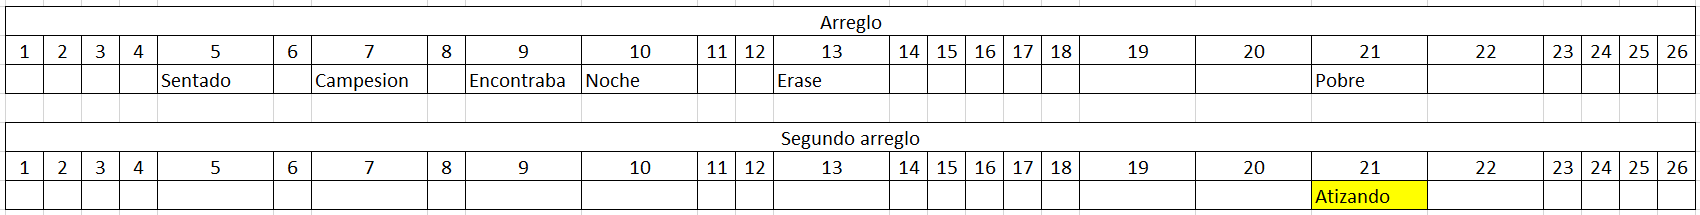 Arreglo
1 2 3 4 5 6 7 8 9 10 11 12 13 14 15 16 17 18 19 20 21 22 23 24 25 26
Sentado Campesion Encontraba Noche Erase Pobre
Segundo arreglo
1 2 3 4 5 6 7 8 9 10 11 12 13 14 15 16 17 18 19 20 21 22 23 24 25 26
Atizando